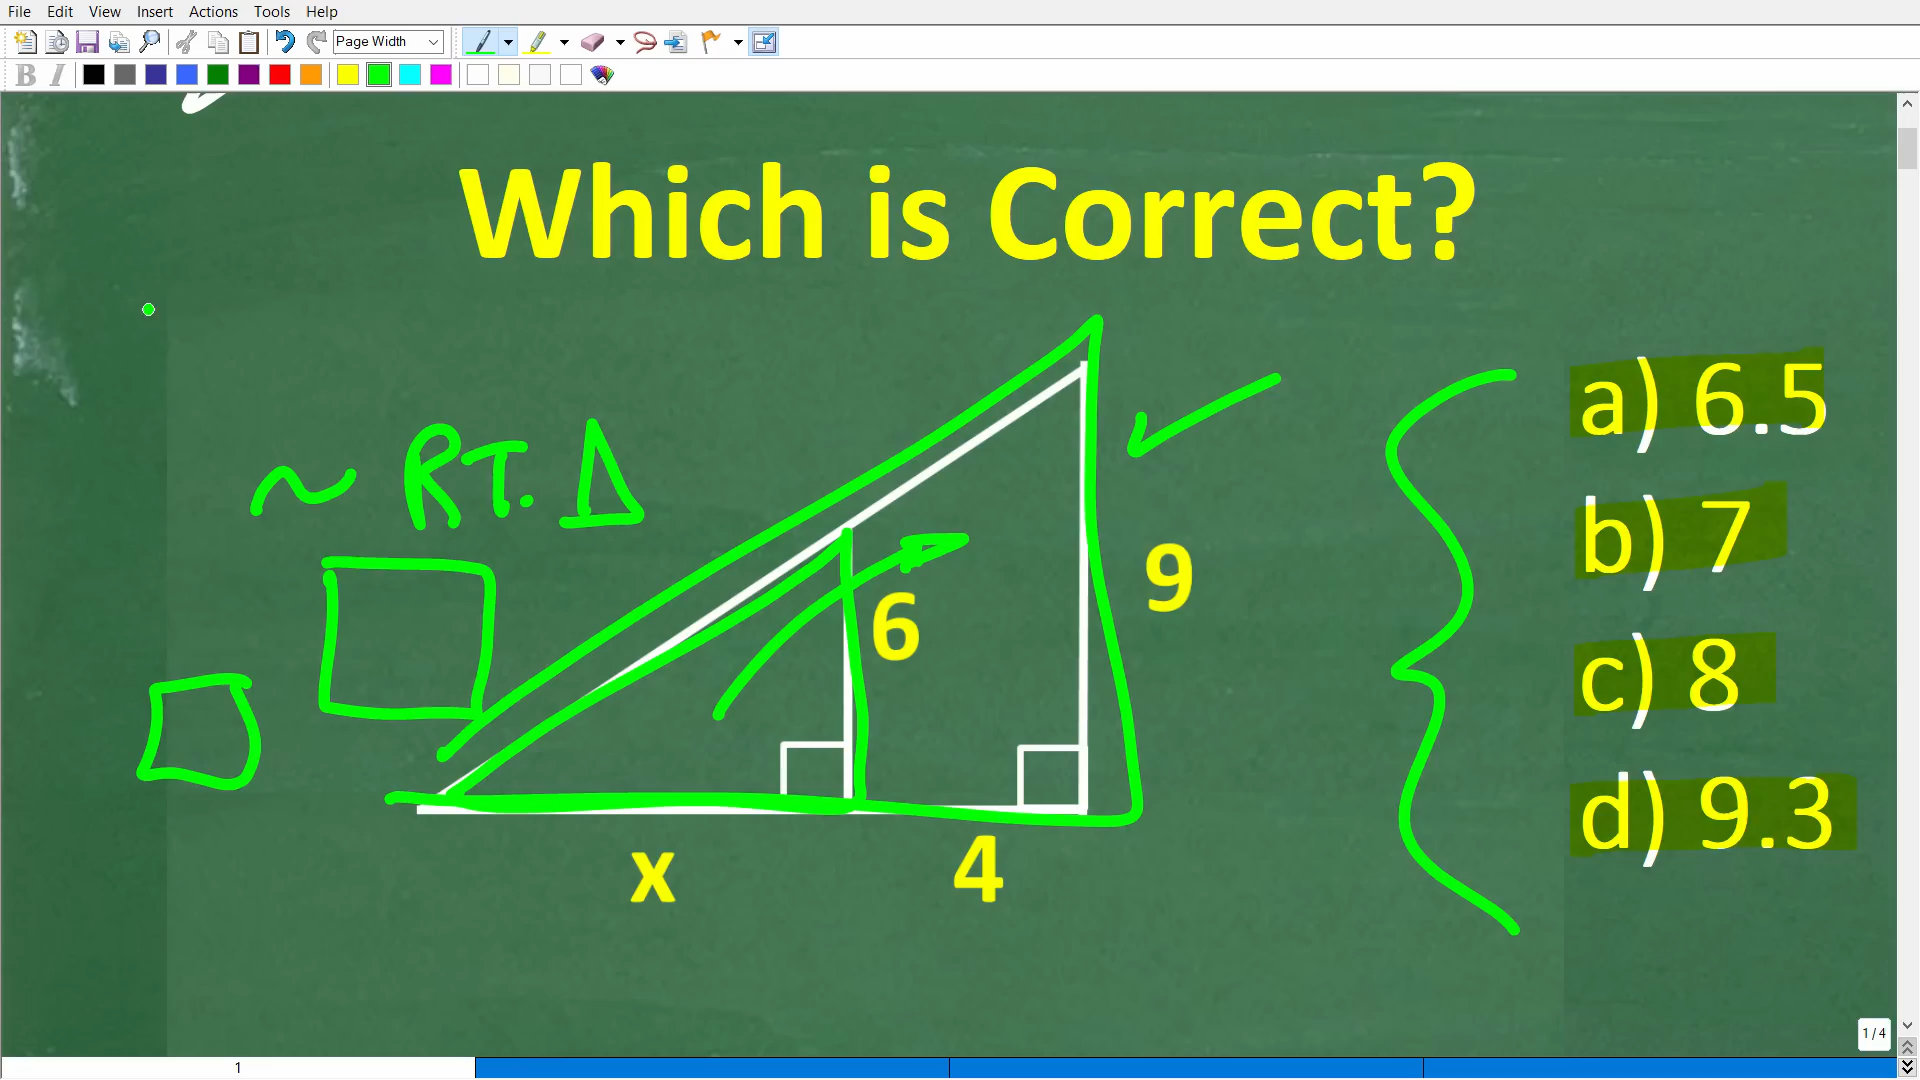 File Edit View Insert Actions Tools Help
Page Width
B I
Which is Correct?
~ RT. Δ
6
9
x
4
a) 6.5
b) 7
c) 8
d) 9.3
1 / 4
1